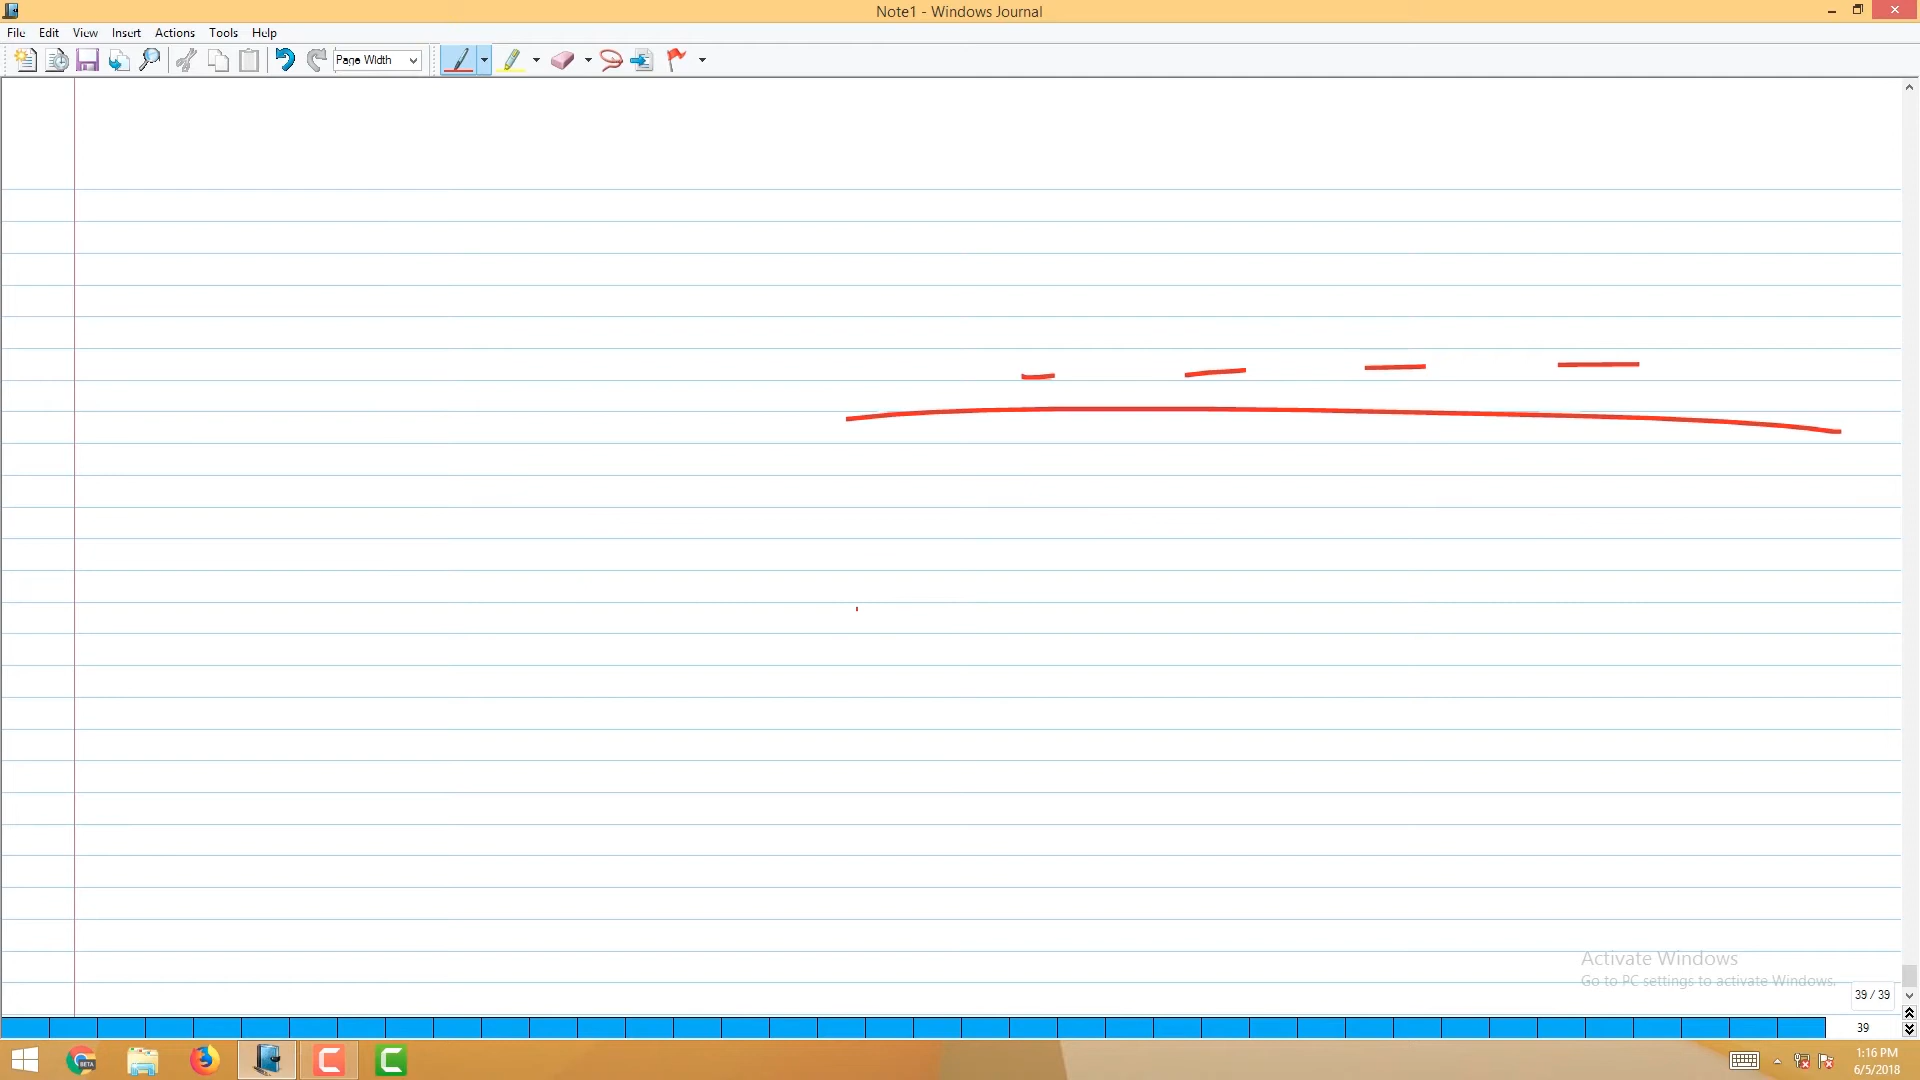 Note1 - Windows Journal
File Edit View Insert Actions Tools Help
Page Width
Activate Windows
Go to PC settings to activate Windows.
39 / 39
39
BETA
1:16 PM
6/5/2018